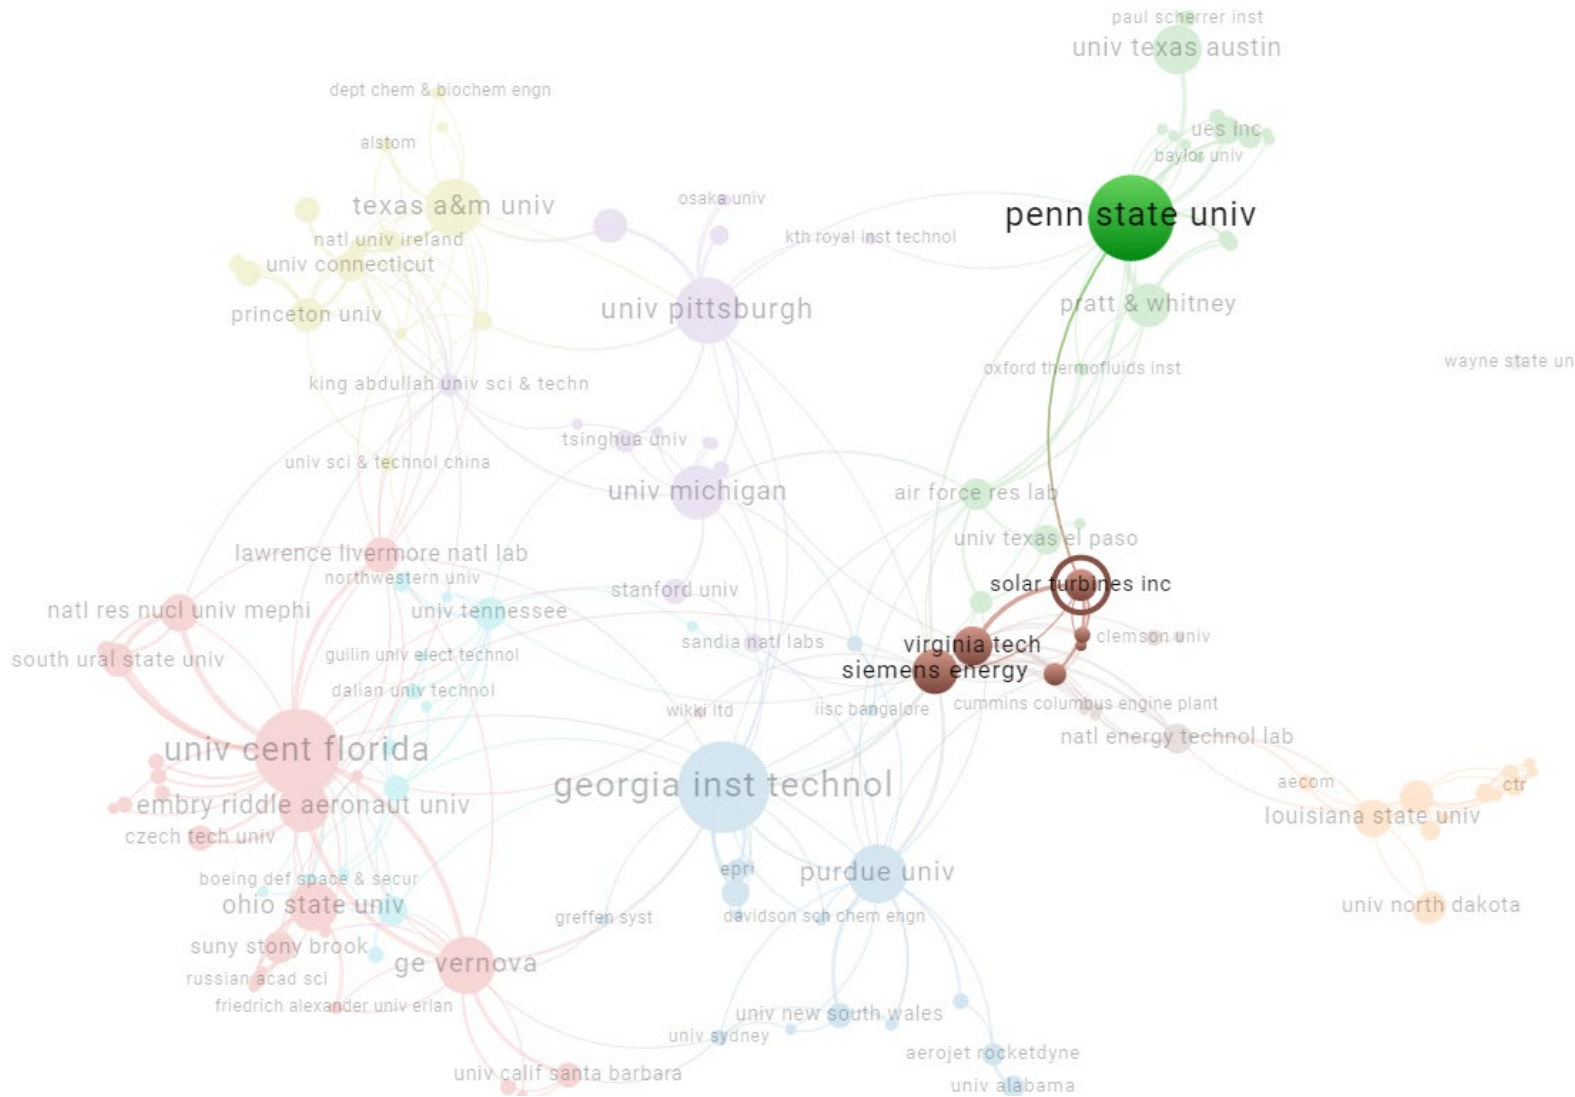 paul scherrer inst
univ texas austin
dept chem & biochem engn
ues inc
alstom
baylor univ
osaka univ
texas a&m univ
penn state univ
kth royal inst technol
natl univ ireland
univ connecticut
pratt & whitney
univ pittsburgh
princeton univ
wayne state un
oxford thermofluids inst
king abdullah univ sci & techn
tsinghua univ
univ sci & technol china
univ michigan
air force res lab
univ texas el paso
lawrence livermore natl lab
northwestern univ
solar turbines inc
stanford univ
natl res nucl univ mephi
univ tennessee
clemson univ
sandia natl labs
virginia tech
guilin univ elect technol
south ural state univ
siemens energy
dalian univ technol
cummins columbus engine plant
wikki ltd
iisc bangalore
natl energy technol lab
univ cent florida
aecom
ctr
georgia inst technol
embry riddle aeronaut univ
louisiana state univ
czech tech univ
epri
purdue univ
boeing def space & secur
ohio state univ
univ north dakota
greffen syst
davidson sch chem engn
suny stony brook
ge vernova
russian acad sci
friedrich alexander univ erlan
univ new south wales
univ sydney
aerojet rocketdyne
univ calif santa barbara
univ alabama